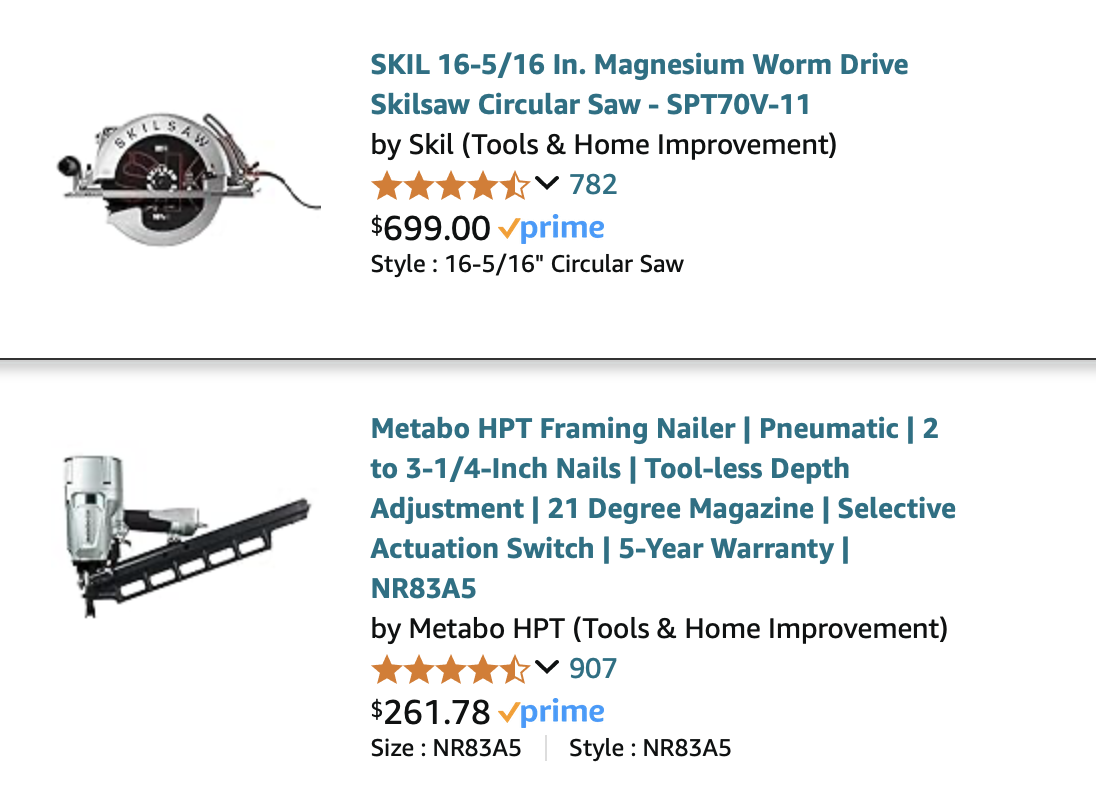 SKILSAW
SKIL 16-5/16 In. Magnesium Worm Drive
Skilsaw Circular Saw - SPT70V-11
by Skil (Tools & Home Improvement)
782
$699.00 prime
Style : 16-5/16" Circular Saw
Metabo HPT Framing Nailer | Pneumatic | 2
to 3-1/4-Inch Nails | Tool-less Depth
Adjustment | 21 Degree Magazine | Selective
Actuation Switch | 5-Year Warranty |
NR83A5
by Metabo HPT (Tools & Home Improvement)
907
$261.78 prime
Size : NR83A5 | Style : NR83A5